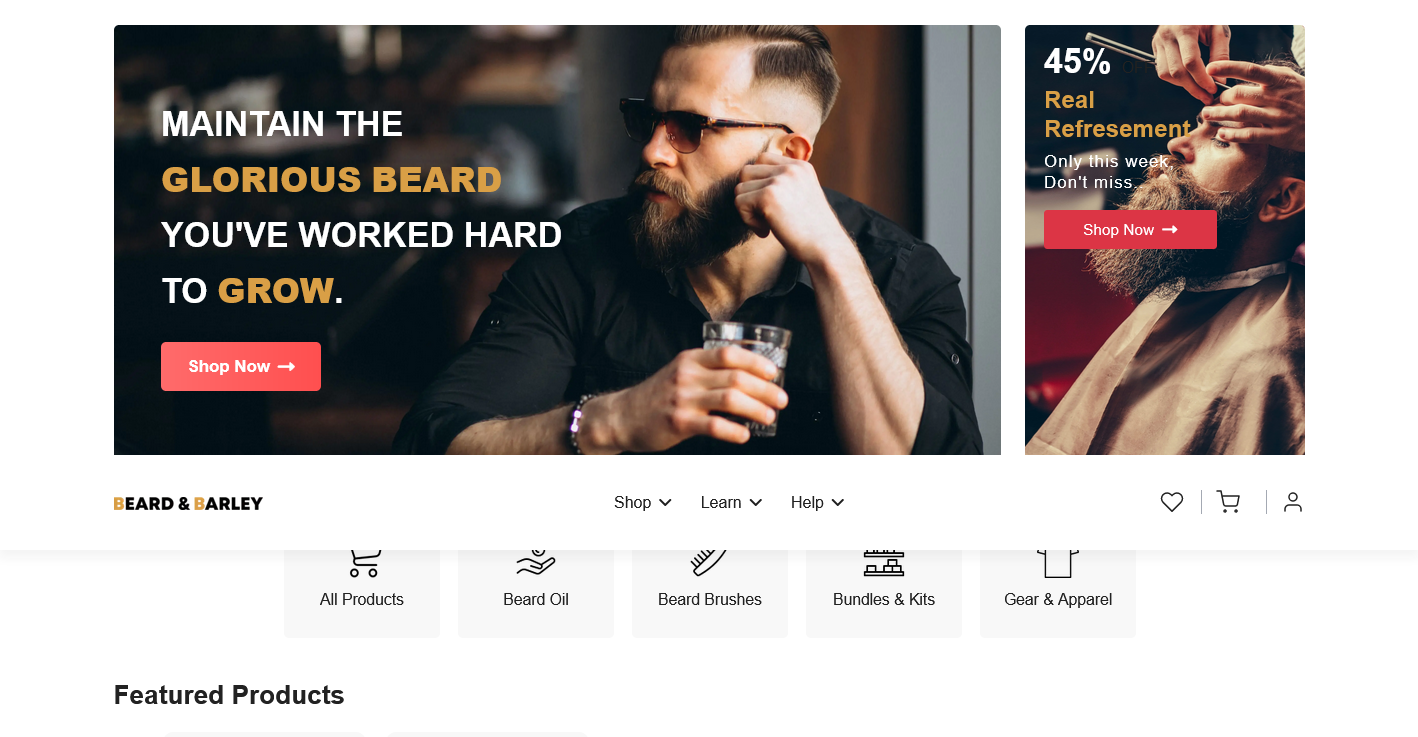 MAINTAIN THE
GLORIOUS BEARD
YOU'VE WORKED HARD
TO GROW.
Shop Now
45% OFF
Real
Refresement
Only this week.
Don't miss..
Shop Now
BEARD & BARLEY
Shop
Learn
Help
All Products
Beard Oil
Beard Brushes
Bundles & Kits
Gear & Apparel
Featured Products